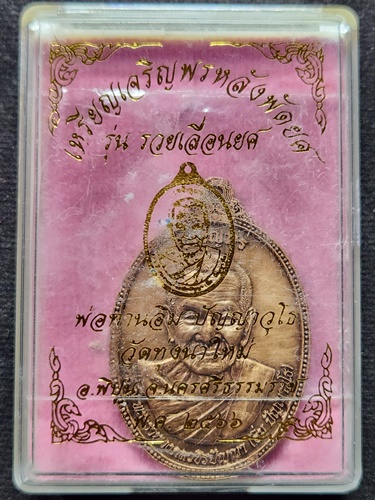 เหรียญเจริญพรหลังพัดยศ
รุ่น รวยเลื่อนยศ
พ่อท่านอิ่ม ปัญญาวุโธ
วัดทุ่งนาใหม่
อ.พิปูน จ.นครศรีธรรมราช
พ.ศ. ๒๕๖๖